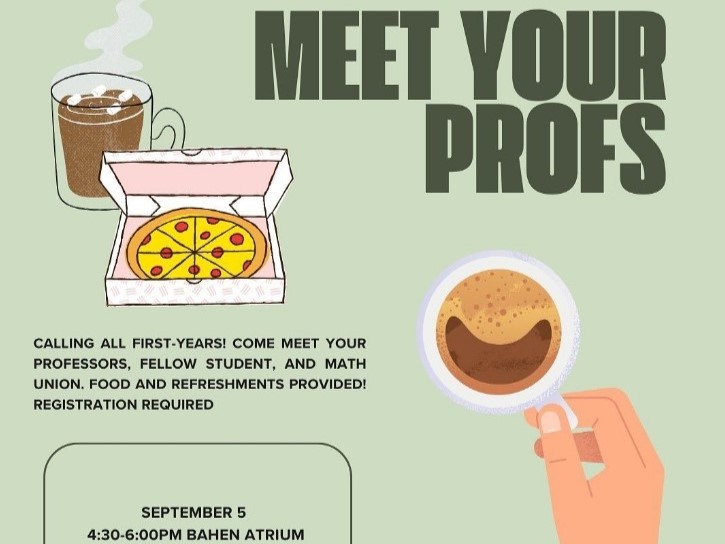 MEET YOUR
PROFS
CALLING ALL FIRST-YEARS! COME MEET YOUR
PROFESSORS, FELLOW STUDENT, AND MATH
UNION. FOOD AND REFRESHMENTS PROVIDED!
REGISTRATION REQUIRED
SEPTEMBER 5
4:30-6:00PM BAHEN ATRIUM